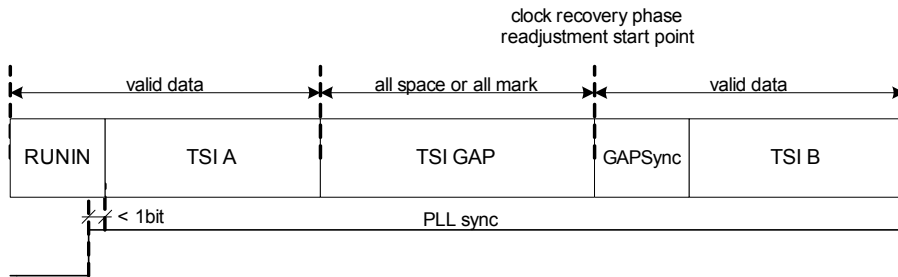 clock recovery phase
readjustment start point
valid data
all space or all mark
valid data
RUNIN
TSI A
TSI GAP
GAPSync
TSI B
< 1bit
PLL sync